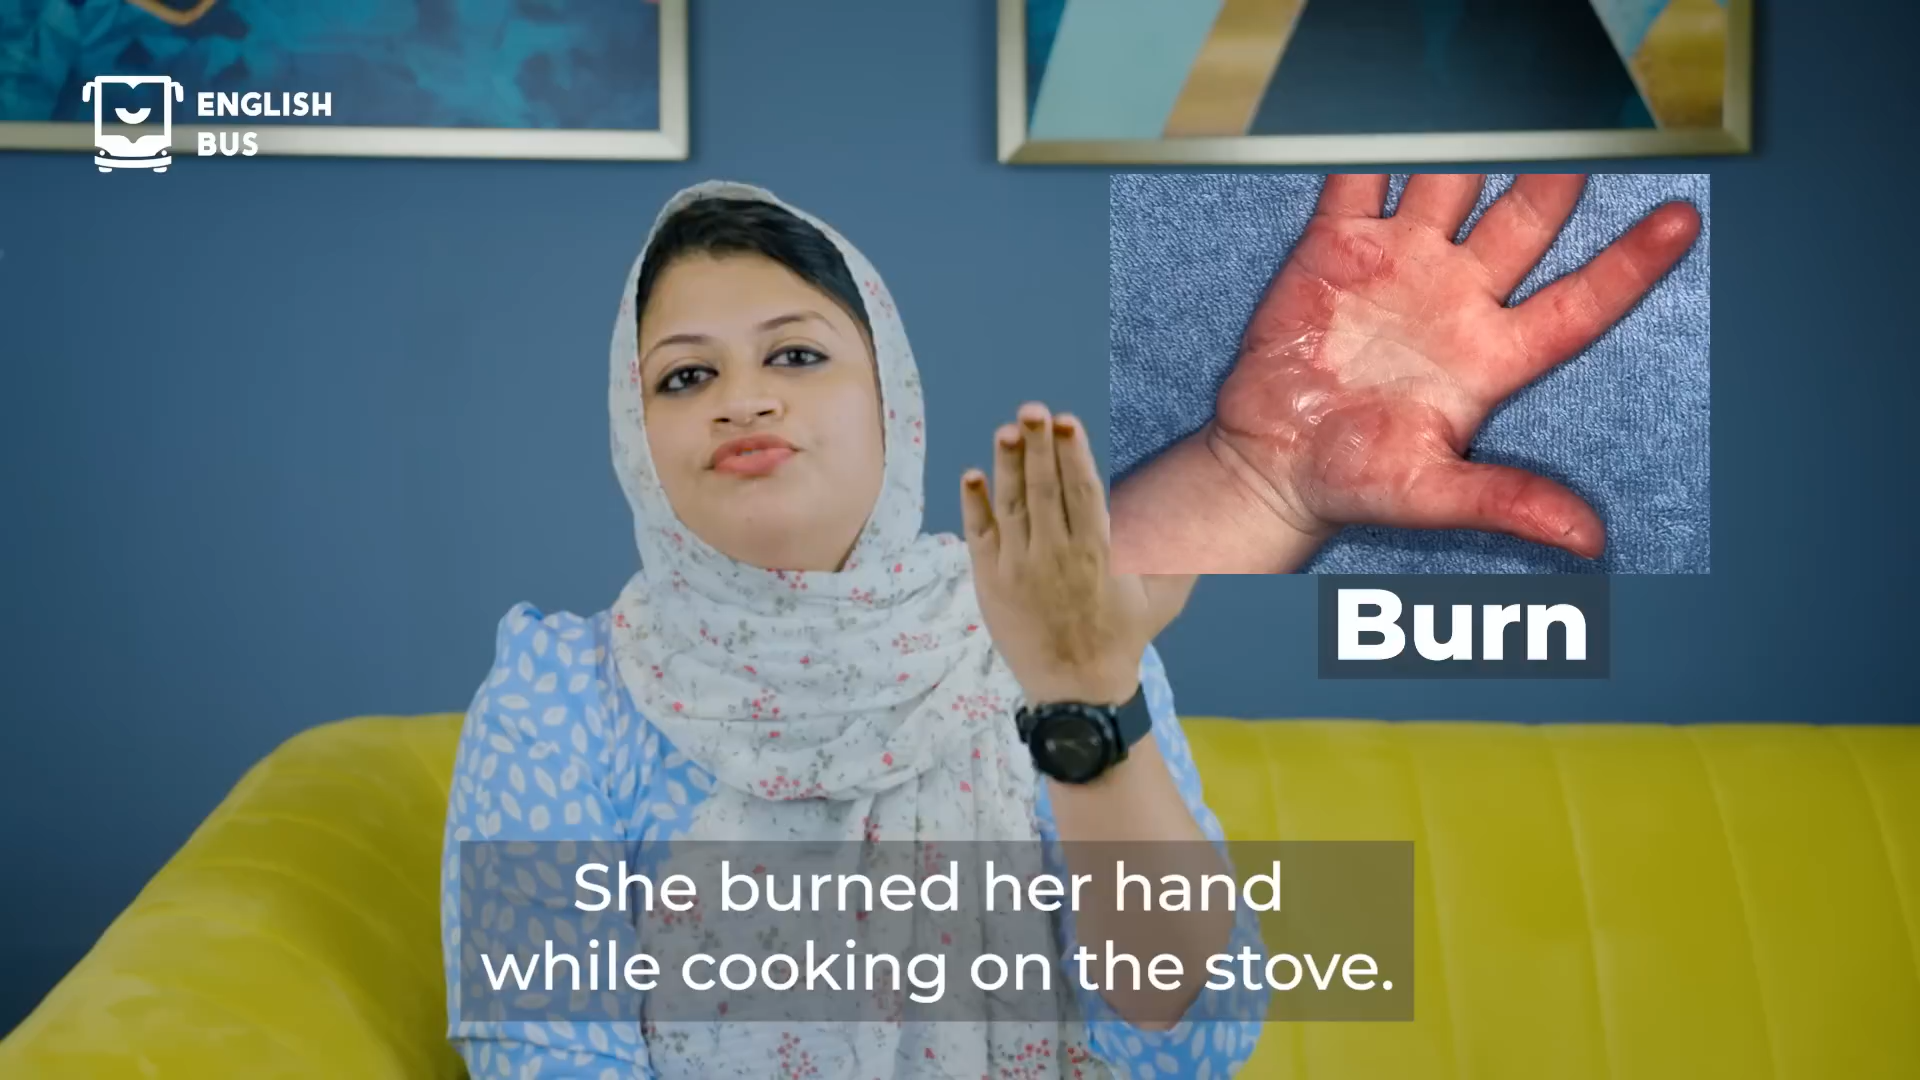 ENGLISH
BUS
Burn
She burned her hand
while cooking on the stove.